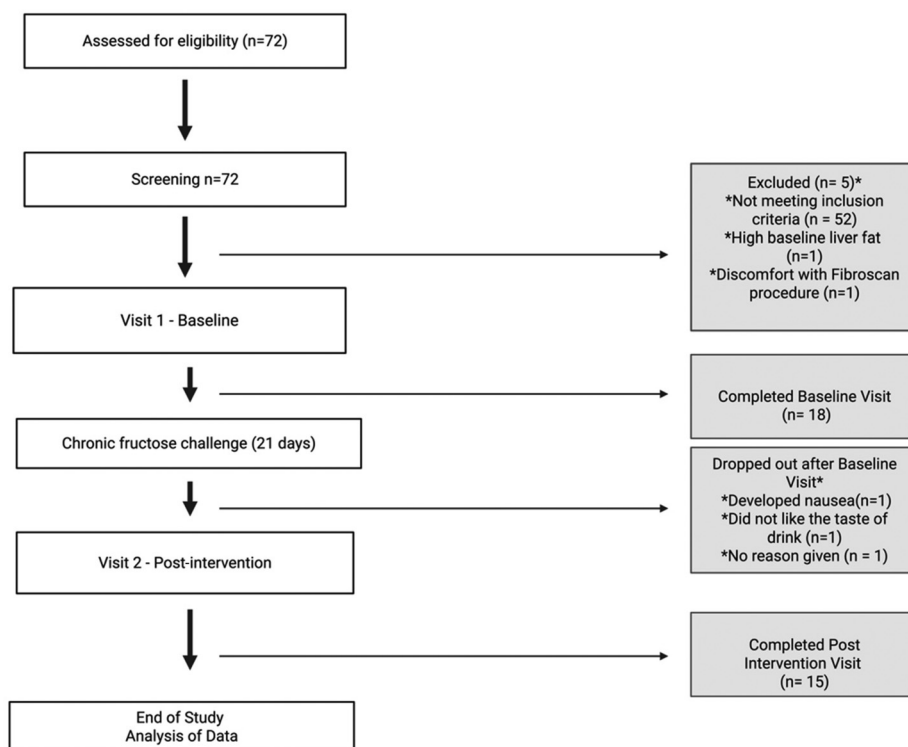 Assessed for eligibility (n=72)
Screening n=72
Excluded (n= 5)*
*Not meeting inclusion
criteria (n = 52)
*High baseline liver fat
(n=1)
*Discomfort with Fibroscan
procedure (n=1)
Visit 1 - Baseline
Completed Baseline Visit
(n= 18)
Chronic fructose challenge (21 days)
Dropped out after Baseline
Visit*
*Developed nausea(n=1)
*Did not like the taste of
drink (n=1)
*No reason given (n = 1)
Visit 2 - Post-intervention
Completed Post
Intervention Visit
(n= 15)
End of Study
Analysis of Data